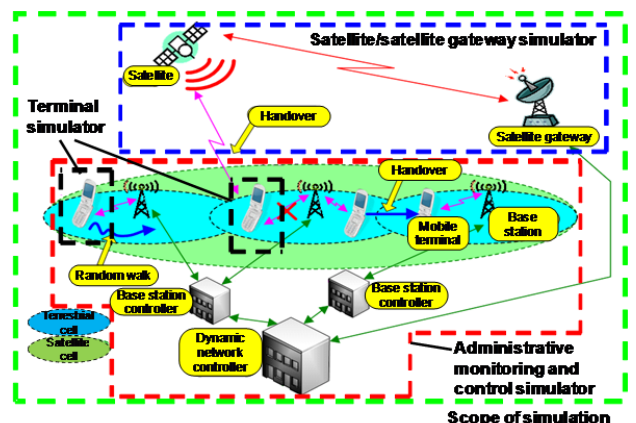 Satellite/satellite gateway simulator
Satellite
Terminal
simulator
Handover
Satellite gateway
Handover
Mobile
terminal
Base
station
Random walk
Base station
controller
Base station
controller
Terrestrial
cell
Satellite
cell
Dynamic
network
controller
Administrative
monitoring and
control simulator
Scope of simulation